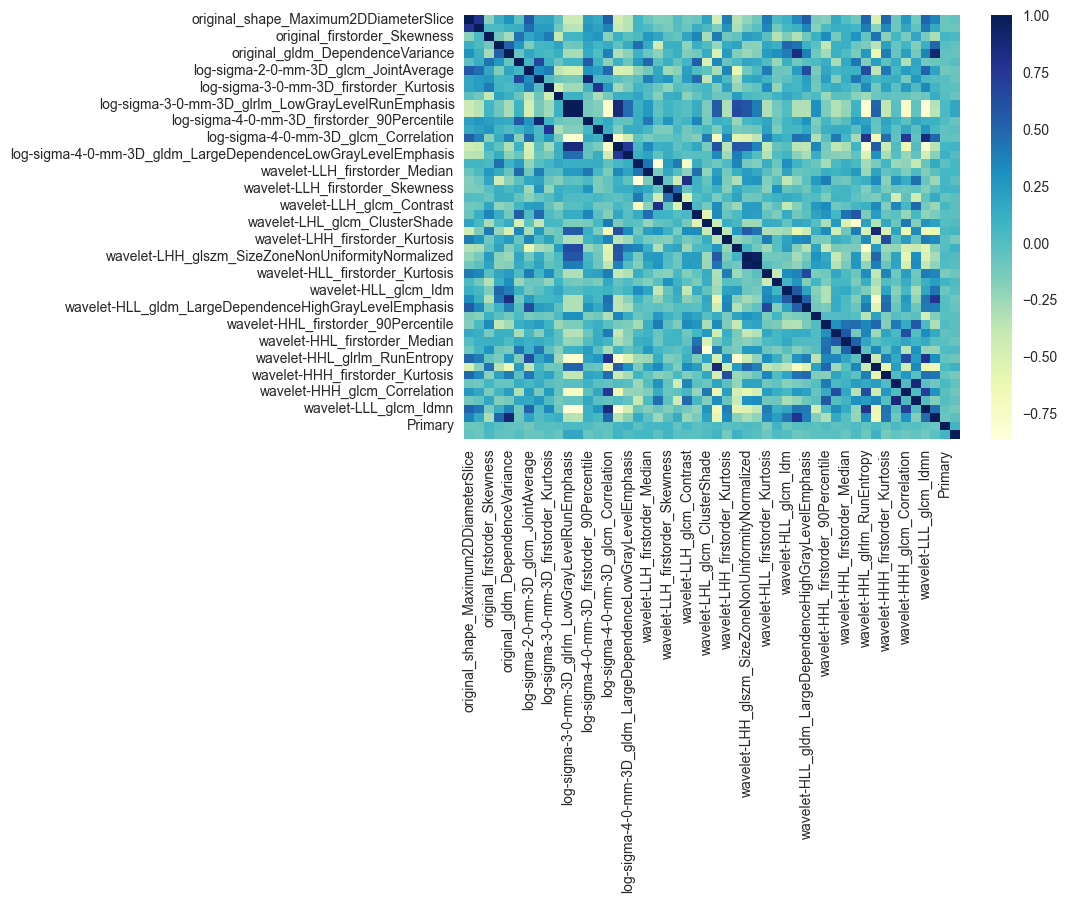 original_shape_Maximum2DDiameterSlice
original_firstorder_Skewness
original_gldm_DependenceVariance
log-sigma-2-0-mm-3D_glcm_JointAverage
log-sigma-3-0-mm-3D_firstorder_Kurtosis
log-sigma-3-0-mm-3D_glrlm_LowGrayLevelRunEmphasis
log-sigma-4-0-mm-3D_firstorder_90Percentile
log-sigma-4-0-mm-3D_glcm_Correlation
log-sigma-4-0-mm-3D_gldm_LargeDependenceLowGrayLevelEmphasis
wavelet-LLH_firstorder_Median
wavelet-LLH_firstorder_Skewness
wavelet-LLH_glcm_Contrast
wavelet-LHL_glcm_ClusterShade
wavelet-LHH_firstorder_Kurtosis
wavelet-LHH_glszm_SizeZoneNonUniformityNormalized
wavelet-HLL_firstorder_Kurtosis
wavelet-HLL_glcm_Idm
wavelet-HLL_gldm_LargeDependenceHighGrayLevelEmphasis
wavelet-HHL_firstorder_90Percentile
wavelet-HHL_firstorder_Median
wavelet-HHL_glrlm_RunEntropy
wavelet-HHH_firstorder_Kurtosis
wavelet-HHH_glcm_Correlation
wavelet-LLL_glcm_Idmn
Primary
original_shape_Maximum2DDiameterSlice
original_firstorder_Skewness
original_gldm_DependenceVariance
log-sigma-2-0-mm-3D_glcm_JointAverage
log-sigma-3-0-mm-3D_firstorder_Kurtosis
log-sigma-3-0-mm-3D_glrlm_LowGrayLevelRunEmphasis
log-sigma-4-0-mm-3D_firstorder_90Percentile
log-sigma-4-0-mm-3D_glcm_Correlation
log-sigma-4-0-mm-3D_gldm_LargeDependenceLowGrayLevelEmphasis
wavelet-LLH_firstorder_Median
wavelet-LLH_firstorder_Skewness
wavelet-LLH_glcm_Contrast
wavelet-LHL_glcm_ClusterShade
wavelet-LHH_firstorder_Kurtosis
wavelet-LHH_glszm_SizeZoneNonUniformityNormalized
wavelet-HLL_firstorder_Kurtosis
wavelet-HLL_glcm_Idm
wavelet-HLL_gldm_LargeDependenceHighGrayLevelEmphasis
wavelet-HHL_firstorder_90Percentile
wavelet-HHL_firstorder_Median
wavelet-HHL_glrlm_RunEntropy
wavelet-HHH_firstorder_Kurtosis
wavelet-HHH_glcm_Correlation
wavelet-LLL_glcm_Idmn
Primary
1.00
0.75
0.50
0.25
0.00
−0.25
−0.50
−0.75